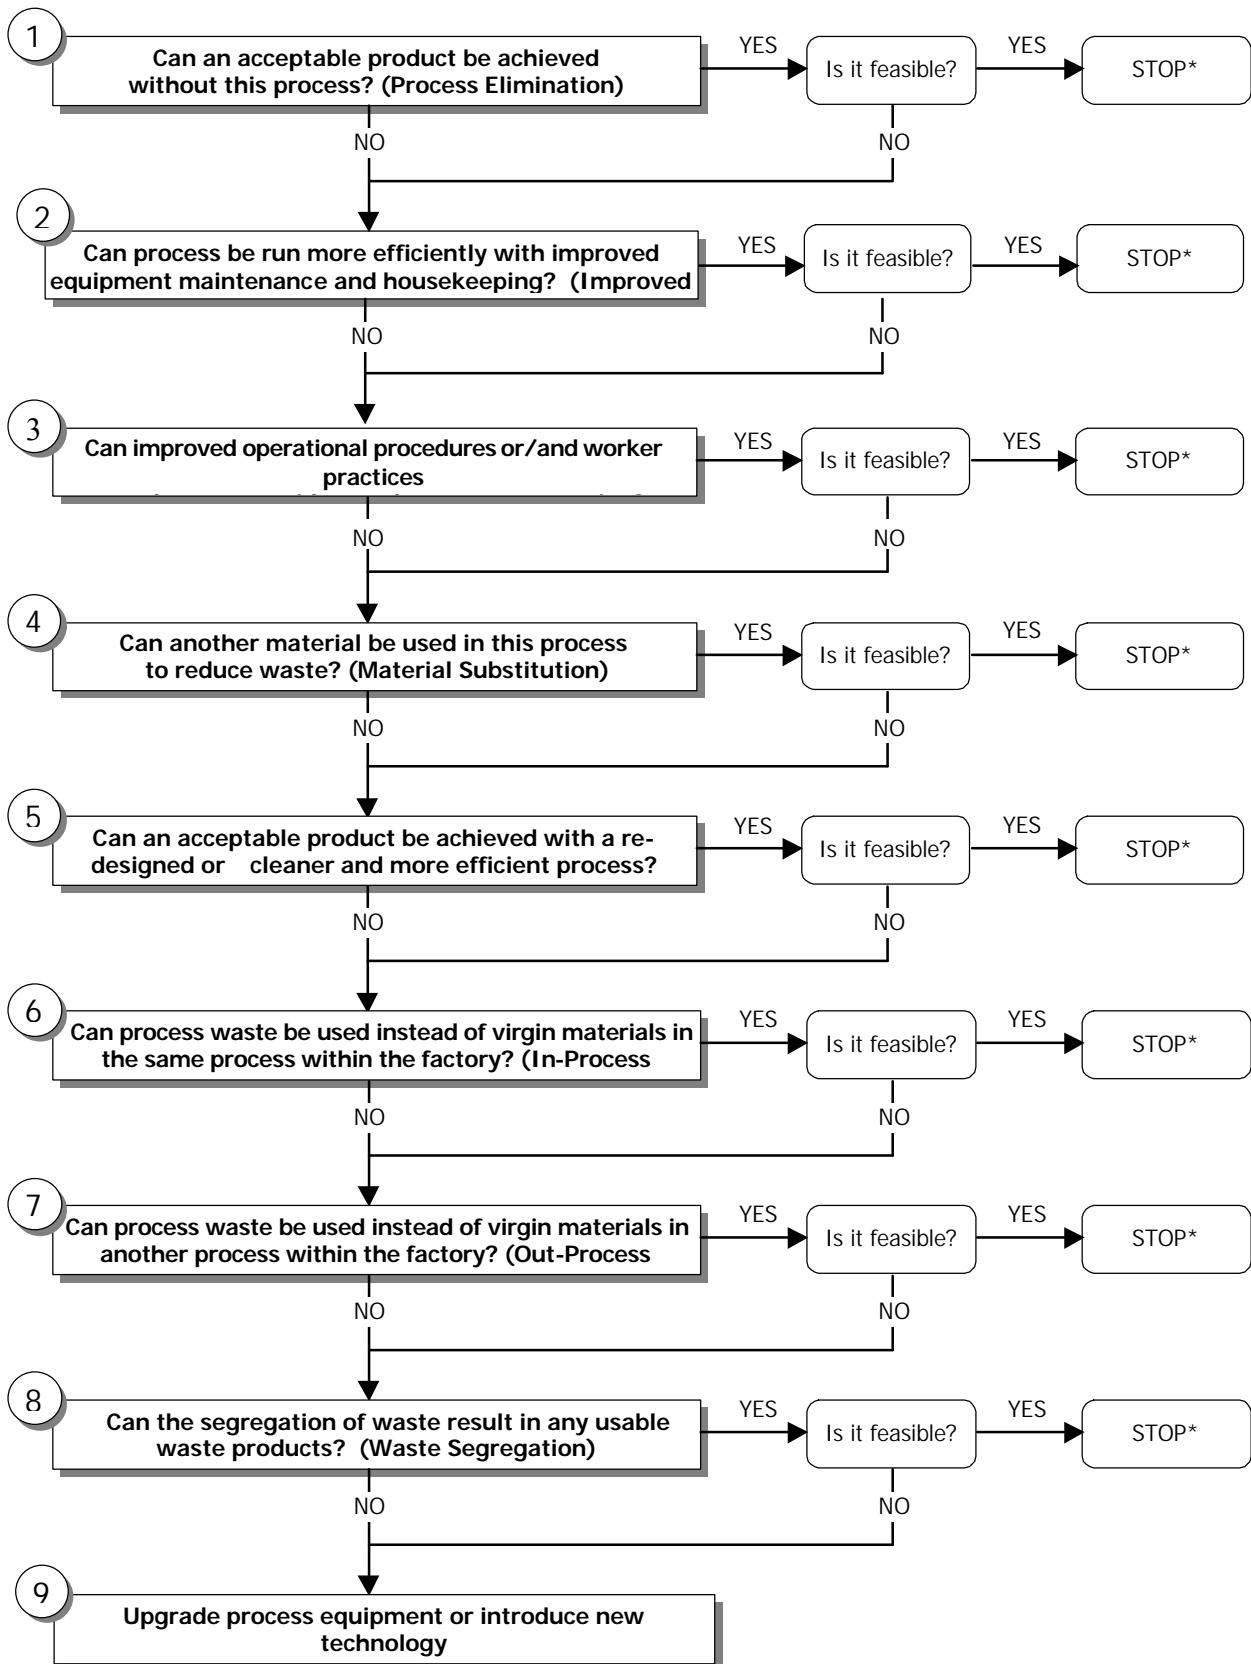 1
Can an acceptable product be achieved
without this process? (Process Elimination)
YES
Is it feasible?
YES
STOP*
NO
NO
2
Can process be run more efficiently with improved
equipment maintenance and housekeeping? (Improved
YES
Is it feasible?
YES
STOP*
NO
NO
3
Can improved operational procedures or/and worker
practices
YES
Is it feasible?
YES
STOP*
NO
NO
4
Can another material be used in this process
to reduce waste? (Material Substitution)
YES
Is it feasible?
YES
STOP*
NO
NO
5
Can an acceptable product be achieved with a re-
designed or cleaner and more efficient process?
YES
Is it feasible?
YES
STOP*
NO
NO
6
Can process waste be used instead of virgin materials in
the same process within the factory? (In-Process
YES
Is it feasible?
YES
STOP*
NO
NO
7
Can process waste be used instead of virgin materials in
another process within the factory? (Out-Process
YES
Is it feasible?
YES
STOP*
NO
NO
8
Can the segregation of waste result in any usable
waste products? (Waste Segregation)
YES
Is it feasible?
YES
STOP*
NO
NO
9
Upgrade process equipment or introduce new
technology